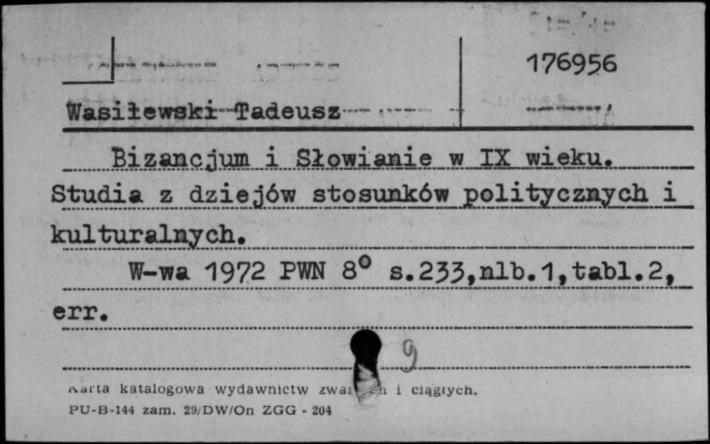 176956
Wasiłewski Tadeusz
Bizancjum i Słowianie w IX wieku.
Studia z dziejów stosunków politycznych i
kulturalnych.
W-wa 1972 PWN 8° s.233,nlb.1,tabl.2,
err.
9
Karta katalogowa wydawnictw i ciągłych.
PU-B-144 zam. 29/DW/On ZGG - 204